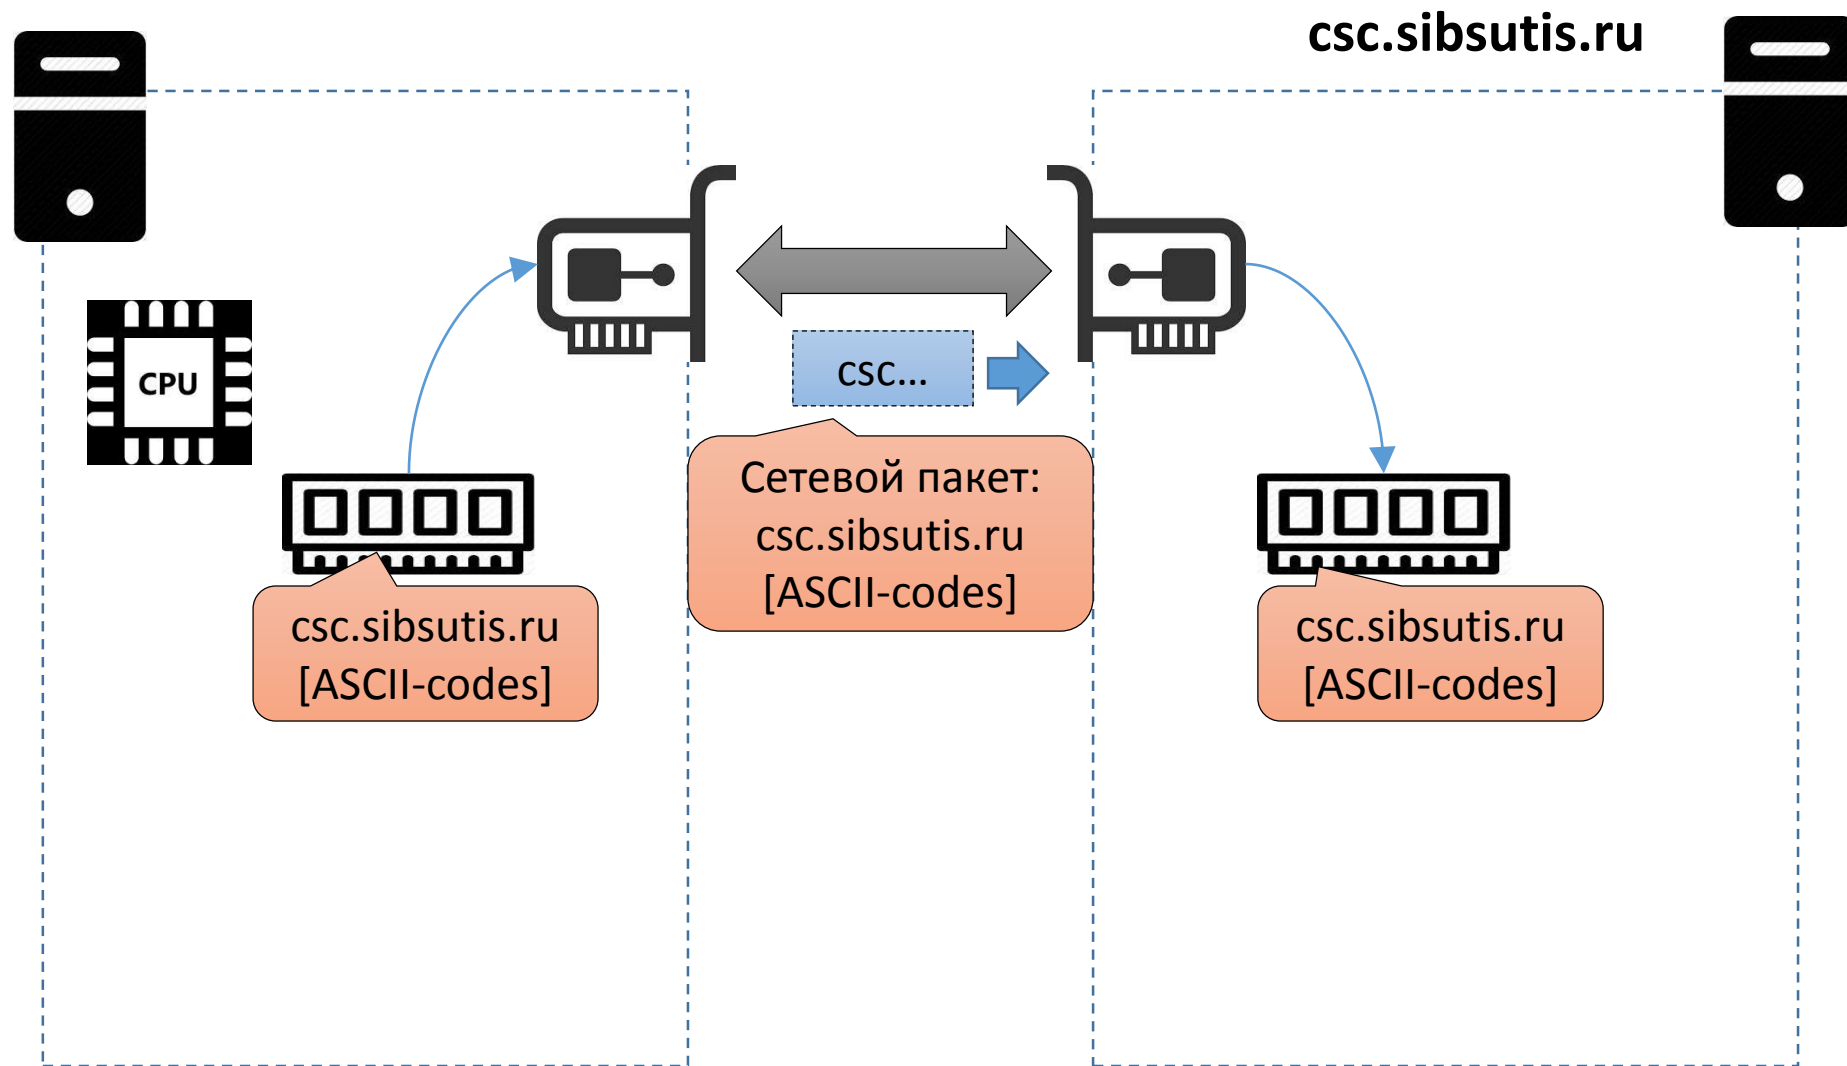 csc.sibsutis.ru
CPU
csc...
Сетевой пакет:
csc.sibsutis.ru
[ASCII-codes]
csc.sibsutis.ru
[ASCII-codes]
csc.sibsutis.ru
[ASCII-codes]